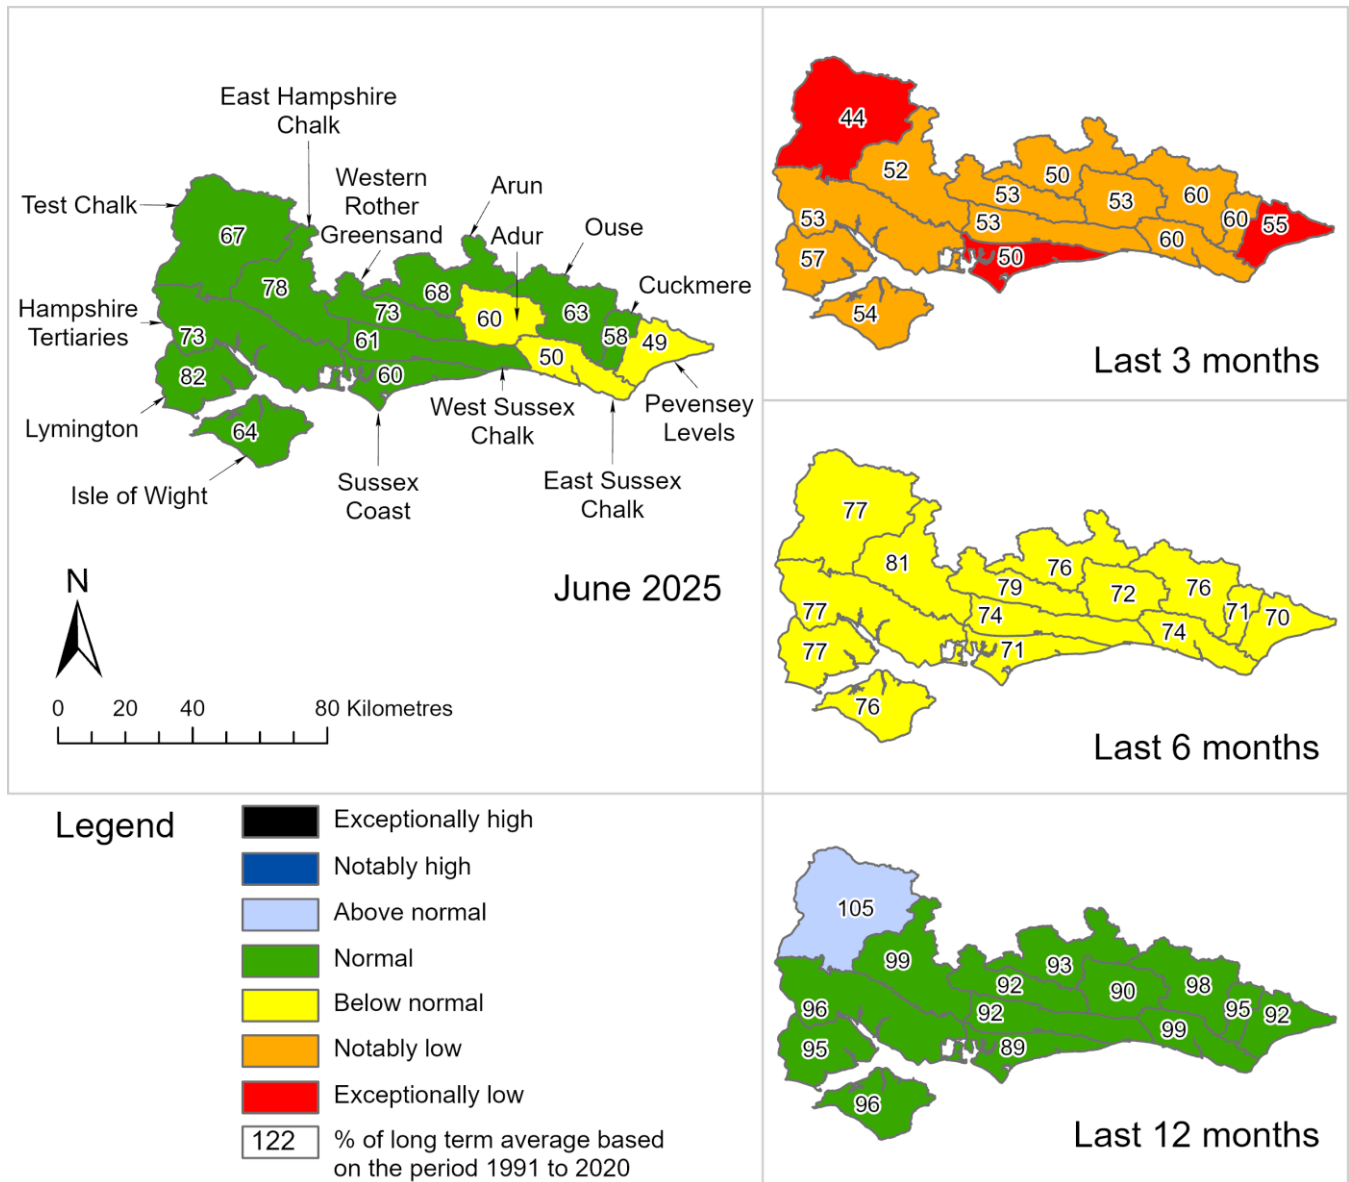 East Hampshire
Chalk
Test Chalk
Western
Rother
Greensand
Arun
Adur
Ouse
Cuckmere
Hampshire
Tertiaries
Lymington
Isle of Wight
Sussex
Coast
West Sussex
Chalk
East Sussex
Chalk
Pevensey
Levels
67
78
73
82
64
73
68
61
60
60
50
63
58
49
June 2025
N
0 20 40 80 Kilometres
44
52
53
57
54
53
50
53
50
53
60
60
60
55
Last 3 months
77
81
77
77
76
79
76
74
71
72
74
76
71
70
Last 6 months
105
99
96
95
96
92
93
92
89
90
99
98
95
92
Last 12 months
Legend
Exceptionally high
Notably high
Above normal
Normal
Below normal
Notably low
Exceptionally low
122 % of long term average based
on the period 1991 to 2020